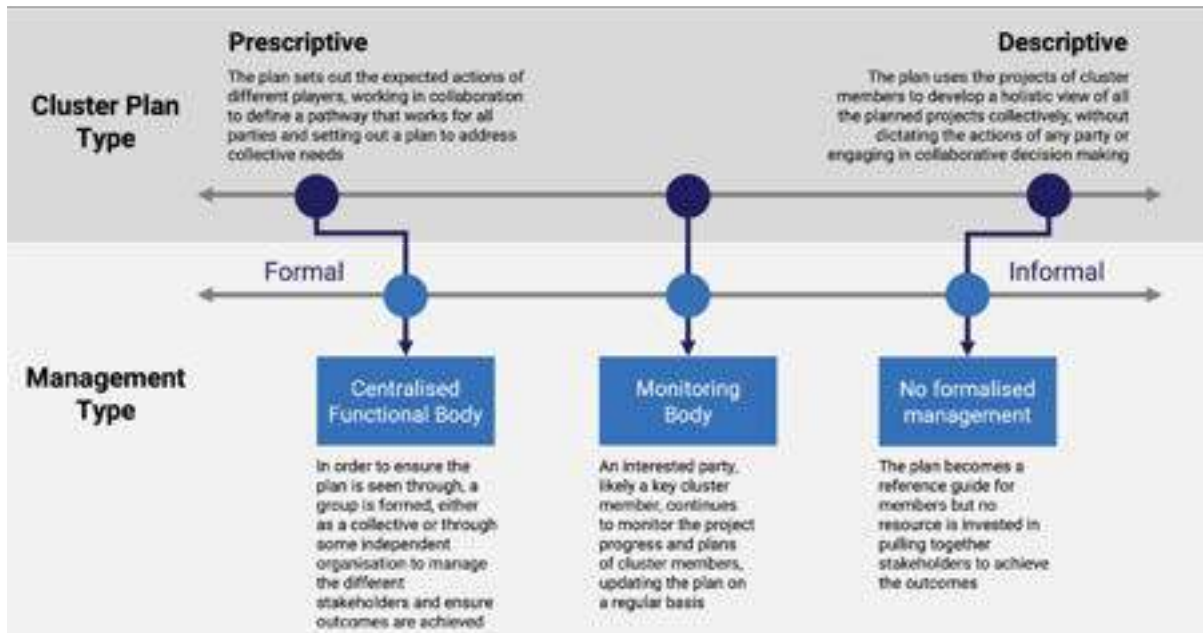 Cluster Plan
Type
Prescriptive
The plan sets out the expected actions of
different players, working in collaboration
to define a pathway that works for all
parties and setting out a plan to address
collective needs
Descriptive
The plan uses the projects of cluster
members to develop a holistic view of all
the planned projects collectively, without
dictating the actions of any party or
engaging in collaborative decision making
Formal
Informal
Management
Type
Centralised
Functional Body
In order to ensure the
plan is seen through, a
group is formed, either
as a collective or through
some independent
organisation to manage
the different
stakeholders and ensure
outcomes are achieved
Monitoring
Body
An interested party,
likely a key cluster
member, continues
to monitor the project
progress and plans
of cluster members,
updating the plan on
a regular basis
No formalised
management
The plan becomes a
reference guide for
members but no
resource is invested in
pulling together
stakeholders to achieve
the outcomes